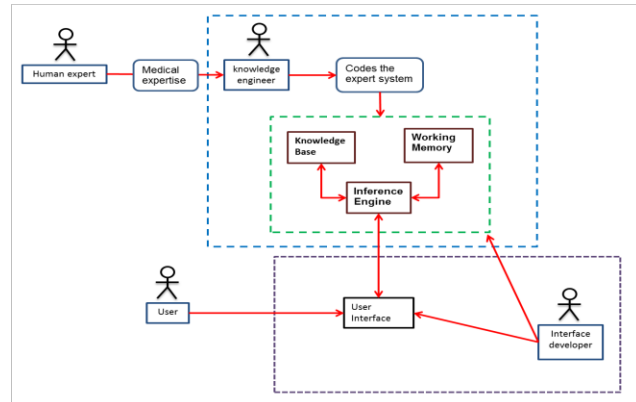 Human expert
Medical
expertise
knowledge
engineer
Codes the
expert system
Knowledge
Base
Working
Memory
Inference
Engine
User
User
Interface
Interface
developer